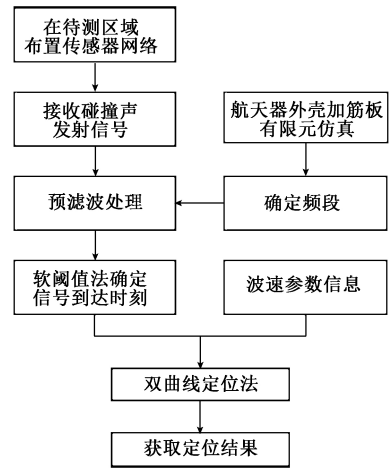 在待测区域
布置传感器网络
接收碰撞声
发射信号
航天器外壳加筋板
有限元仿真
预滤波处理
确定频段
软阈值法确定
信号到达时刻
波速参数信息
双曲线定位法
获取定位结果